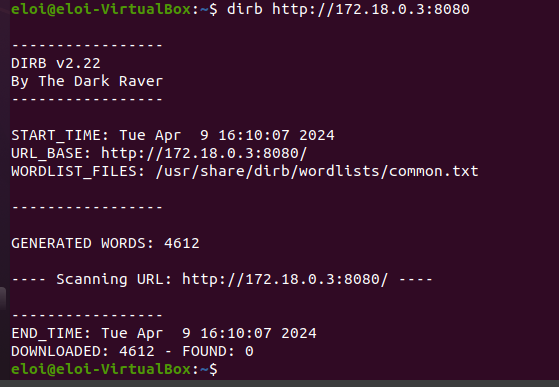 eloi@eloi-VirtualBox:~$ dirb http://172.18.0.3:8080
-----------------
DIRB v2.22
By The Dark Raver
-----------------
START_TIME: Tue Apr  9 16:10:07 2024
URL_BASE: http://172.18.0.3:8080/
WORDLIST_FILES: /usr/share/dirb/wordlists/common.txt
-----------------
GENERATED WORDS: 4612
---- Scanning URL: http://172.18.0.3:8080/ ----
-----------------
END_TIME: Tue Apr  9 16:10:07 2024
DOWNLOADED: 4612 - FOUND: 0
eloi@eloi-VirtualBox:~$